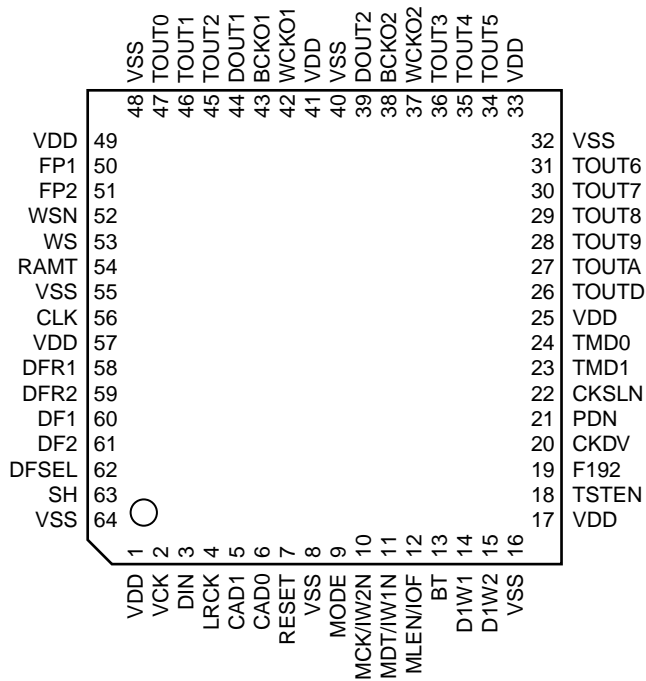 VSS TOUT0 TOUT1 TOUT2 DOUT1 BCKO1 WCKO1 VDD VSS DOUT2 BCKO2 WCKO2 TOUT3 TOUT4 TOUT5 VDD
48 47 46 45 44 43 42 41 40 39 38 37 36 35 34 33
VDD 49 32 VSS
FP1 50 31 TOUT6
FP2 51 30 TOUT7
WSN 52 29 TOUT8
WS 53 28 TOUT9
RAMT 54 27 TOUTA
VSS 55 26 TOUTD
CLK 56 25 VDD
VDD 57 24 TMD0
DFR1 58 23 TMD1
DFR2 59 22 CKSLN
DF1 60 21 PDN
DF2 61 20 CKDV
DFSEL 62 19 F192
SH 63 18 TSTEN
VSS 64 17 VDD
1 2 3 4 5 6 7 8 9 10 11 12 13 14 15 16
VDD VCK DIN LRCK CAD1 CAD0 RESET VSS MODE MCK/IW2N MDT/IW1N MLEN/IOF BT D1W1 D1W2 VSS